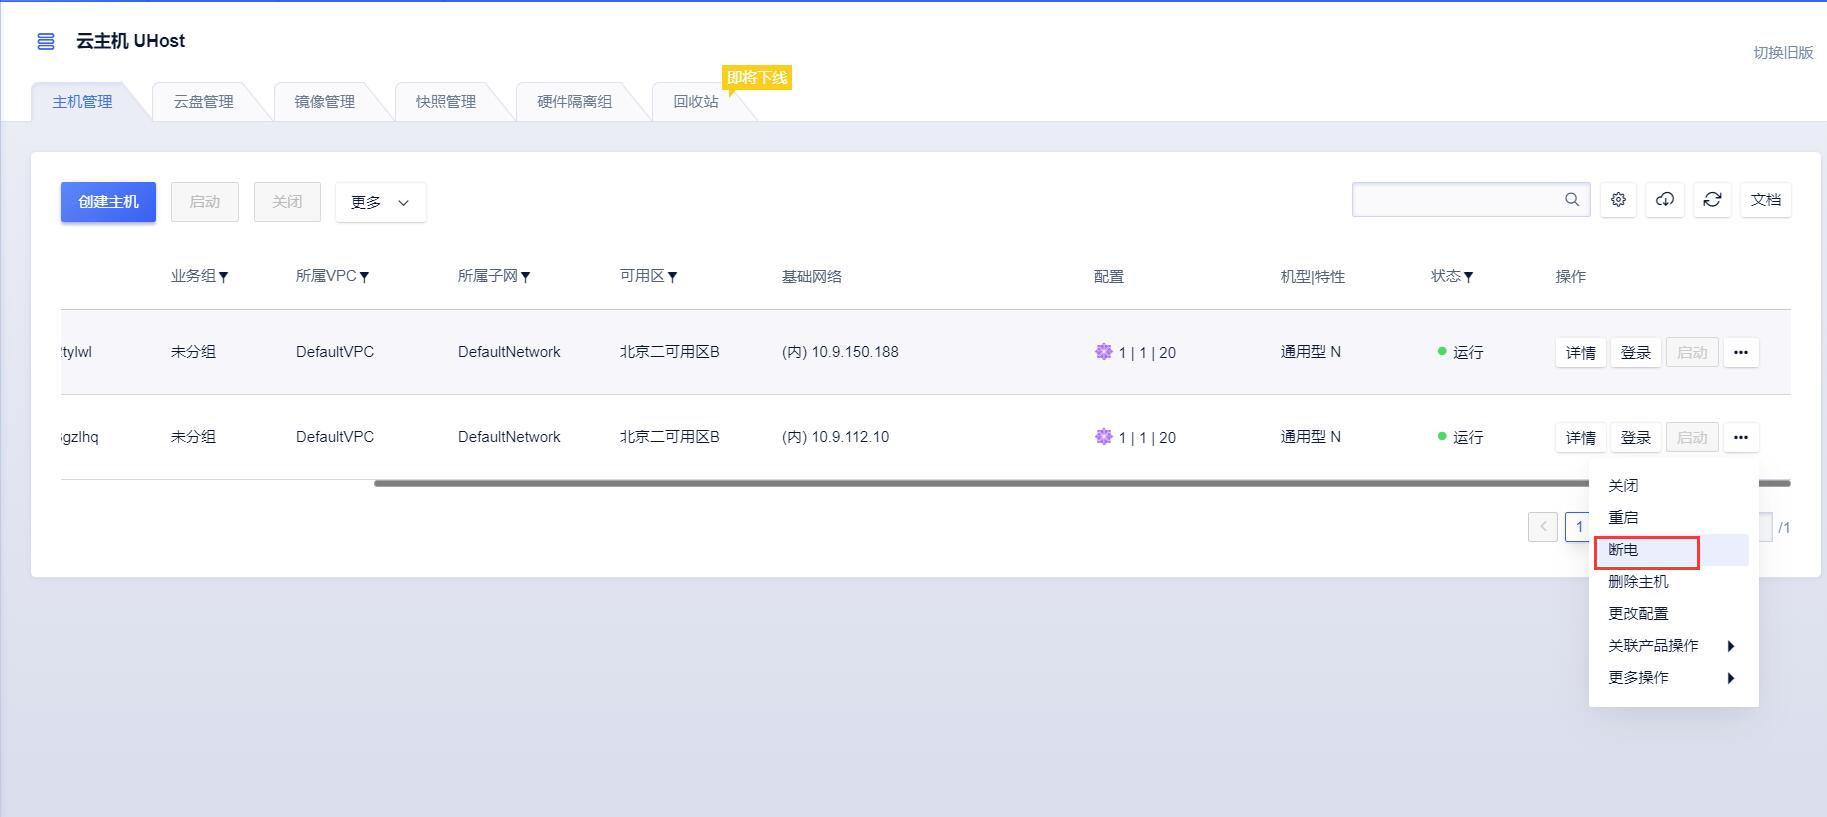 云主机 UHost
切换旧版
即将下线
主机管理 云盘管理 镜像管理 快照管理 硬件隔离组 回收站
创建主机 启动 关闭 更多 文档
业务组 所属VPC 所属子网 可用区 基础网络 配置 机型|特性 状态 操作
tylwl 未分组 DefaultVPC DefaultNetwork 北京二可用区B (内) 10.9.150.188 1 | 1 | 20 通用型 N 运行 详情 登录 启动 •••
gzlhq 未分组 DefaultVPC DefaultNetwork 北京二可用区B (内) 10.9.112.10 1 | 1 | 20 通用型 N 运行 详情 登录 启动 •••
关闭
重启
1 /1
断电
删除主机
更改配置
关联产品操作
更多操作